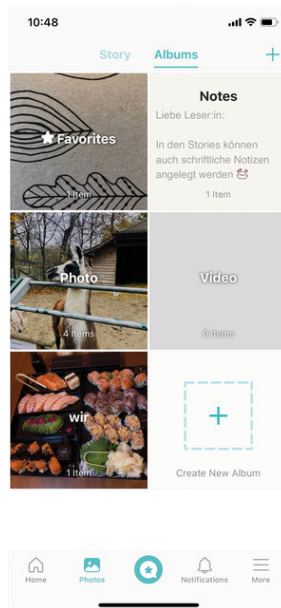 10:48
Story
Albums
Favorites
1 Item
Notes
Liebe Leser:in:
In den Stories können
auch schriftliche Notizen
angelegt werden
1 Item
Photo
4 Items
Video
0 Items
wir
1 Item
Create New Album
Home
Photos
Notifications
More